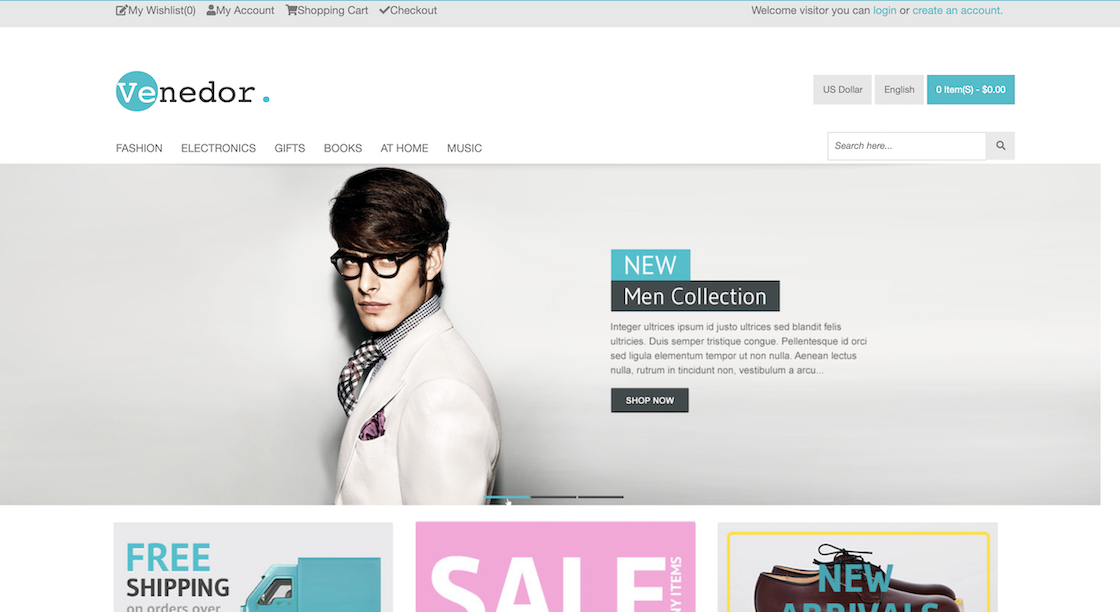 My Wishlist(0) My Account Shopping Cart Checkout Welcome visitor you can login or create an account.
Venedor.
US Dollar English 0 Item(S) - $0.00
FASHION ELECTRONICS GIFTS BOOKS AT HOME MUSIC
Search here...
NEW
Men Collection
Integer ultrices ipsum id justo ultrices sed blandit felis
ultricies. Duis semper tristique congue. Pellentesque id orci
sed ligula elementum tempor ut non nulla. Aenean lectus
nulla, rutrum in tincidunt non, vestibulum a arcu...
SHOP NOW
FREE
SHIPPING
on orders over
SALE
NEW
ARRIVALS